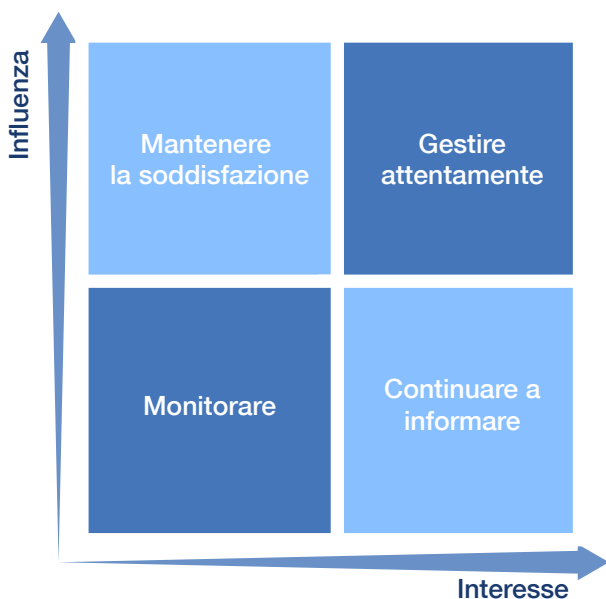 Influenza
Mantenere
la soddisfazione
Gestire
attentamente
Monitorare
Continuare a
informare
Interesse